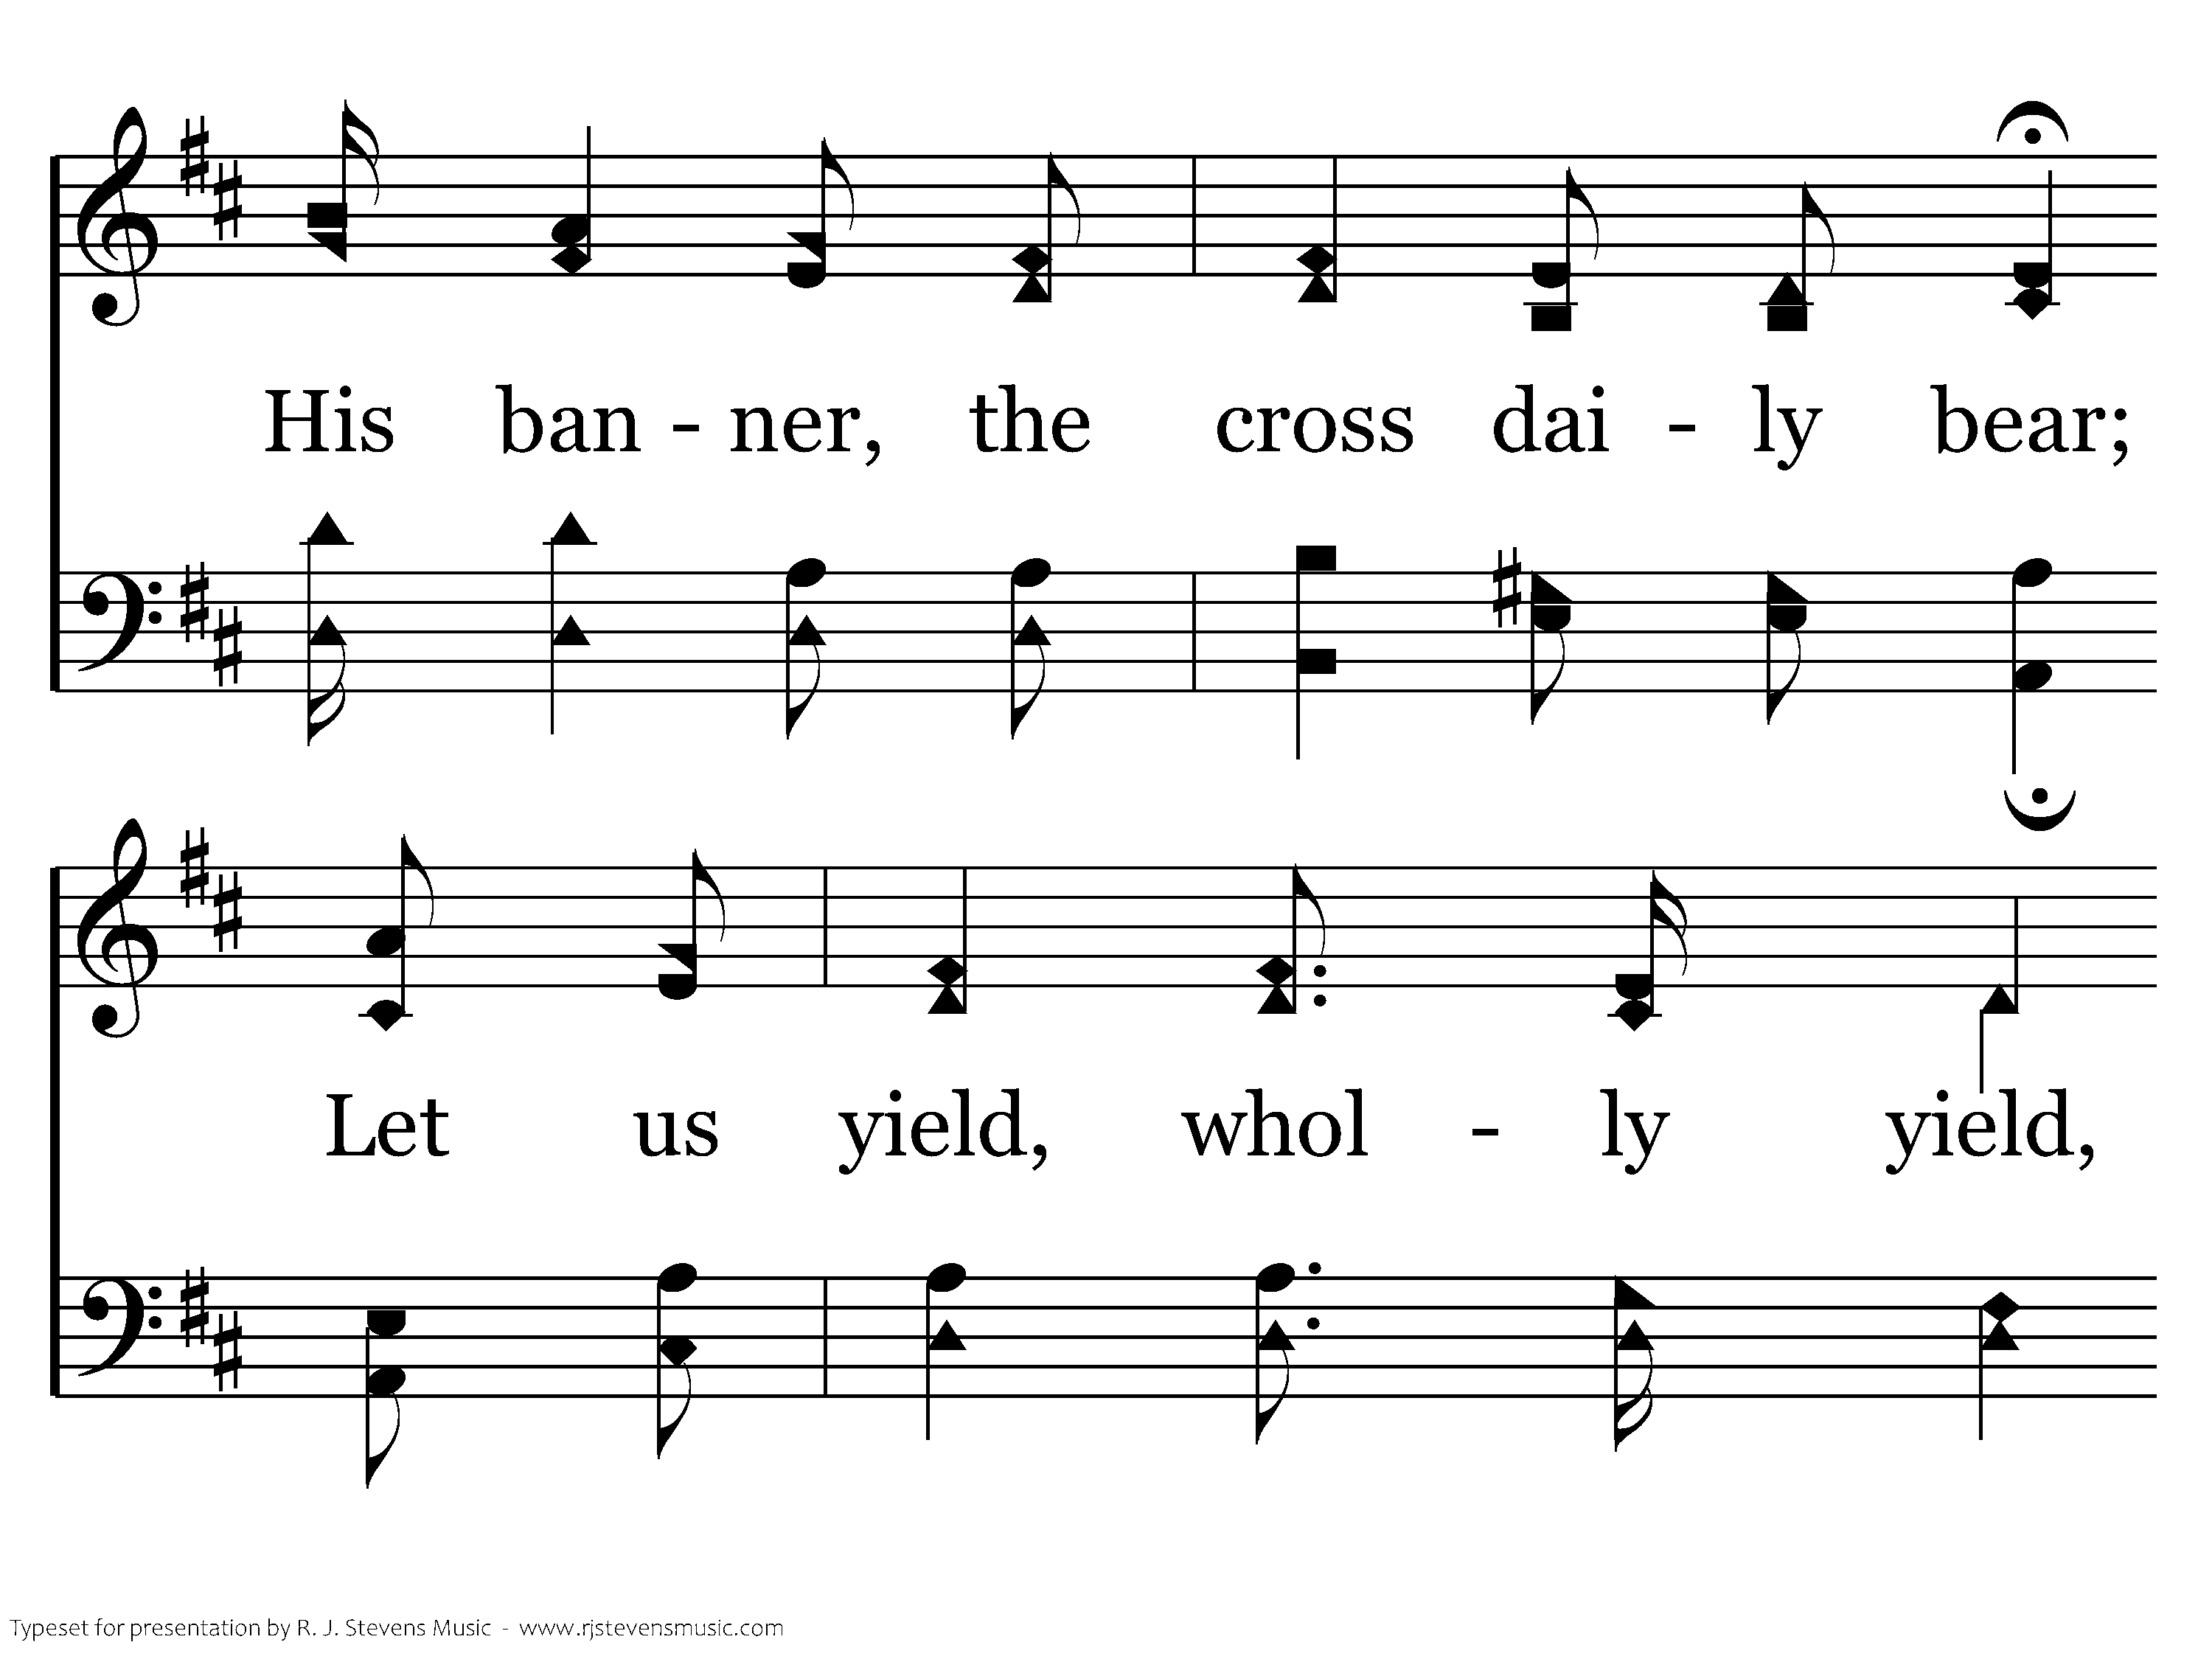 His ban - ner, the cross dai - ly bear;
Let us yield, whol - ly yield,
Typeset for presentation by R. J. Stevens Music - www.rjstevensmusic.com